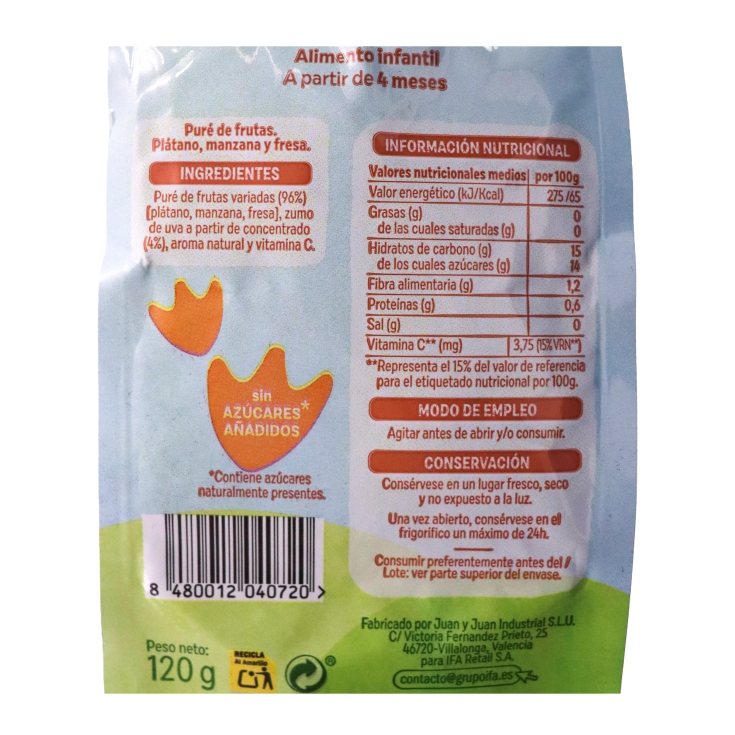 Alimento infantil
A partir de 4 meses
Puré de frutas.
Plátano, manzana y fresa.
INGREDIENTES
Puré de frutas variadas (96%)
[plátano, manzana, fresa], zumo
de uva a partir de concentrado
(4%), aroma natural y vitamina C.
sin
AZÚCARES*
AÑADIDOS
*Contiene azúcares
naturalmente presentes.
8 480012 040720 >
Peso neto:
120 g
RECICLA
Al Amarillo
®
INFORMACIÓN NUTRICIONAL
Valores nutricionales medios por 100g
Valor energético (kJ/Kcal) 275 /65
Grasas (g) 0
de las cuales saturadas (g) 0
Hidratos de carbono (g) 15
de los cuales azúcares (g) 14
Fibra alimentaria (g) 1,2
Proteínas (g) 0,6
Sal (g) 0
Vitamina C** (mg) 3,75 (15% VRN**)
**Representa el 15% del valor de referencia
para el etiquetado nutricional por 100g.
MODO DE EMPLEO
Agitar antes de abrir y/o consumir.
CONSERVACIÓN
Consérvese en un lugar fresco, seco
y no expuesto a la luz.
Una vez abierto, consérvese en el
frigorífico un máximo de 24h.
Consumir preferentemente antes del /
Lote: ver parte superior del envase.
Fabricado por Juan y Juan Industrial S.L.U.
C/ Victoria Fernandez Prieto, 25
46720-Villalonga, Valencia
para IFA Retail S.A.
contacto@grupoifa.es